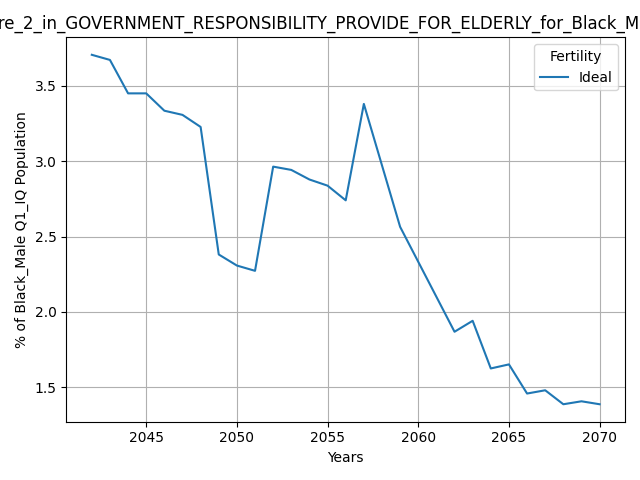 re_2_in_GOVERNMENT_RESPONSIBILITY_PROVIDE_FOR_ELDERLY_for_Black_M
Fertility
Ideal
% of Black_Male Q1_IQ Population
3.5
3.0
2.5
2.0
1.5
2045 2050 2055 2060 2065 2070
Years